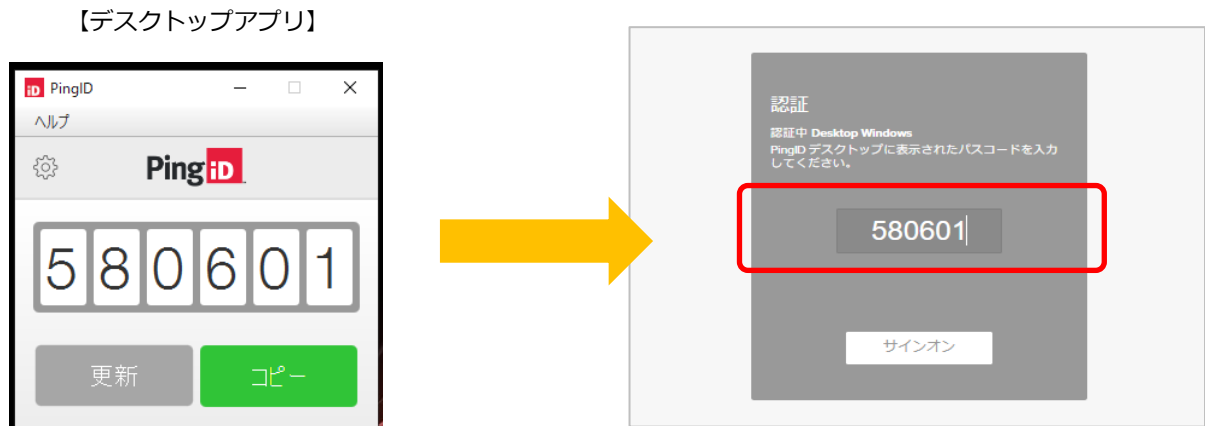 【デスクトップアプリ】
iD PingID
ヘルプ
Ping iD
580601
更新
コピー
認証
認証中 Desktop Windows
PingID デスクトップに表示されたパスコードを入力
してください。
580601
サインオン